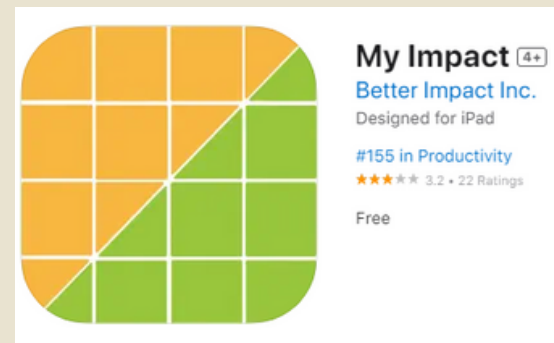 My Impact 4+
Better Impact Inc.
Designed for iPad
#155 in Productivity
★★★★★ 3.2 • 22 Ratings
Free